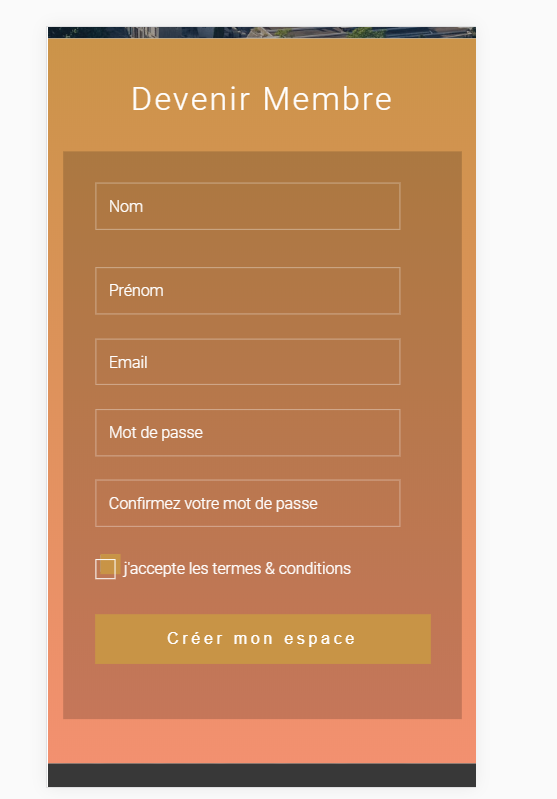 Devenir Membre
Nom
Prénom
Email
Mot de passe
Confirmez votre mot de passe
j'accepte les termes & conditions
Créer mon espace